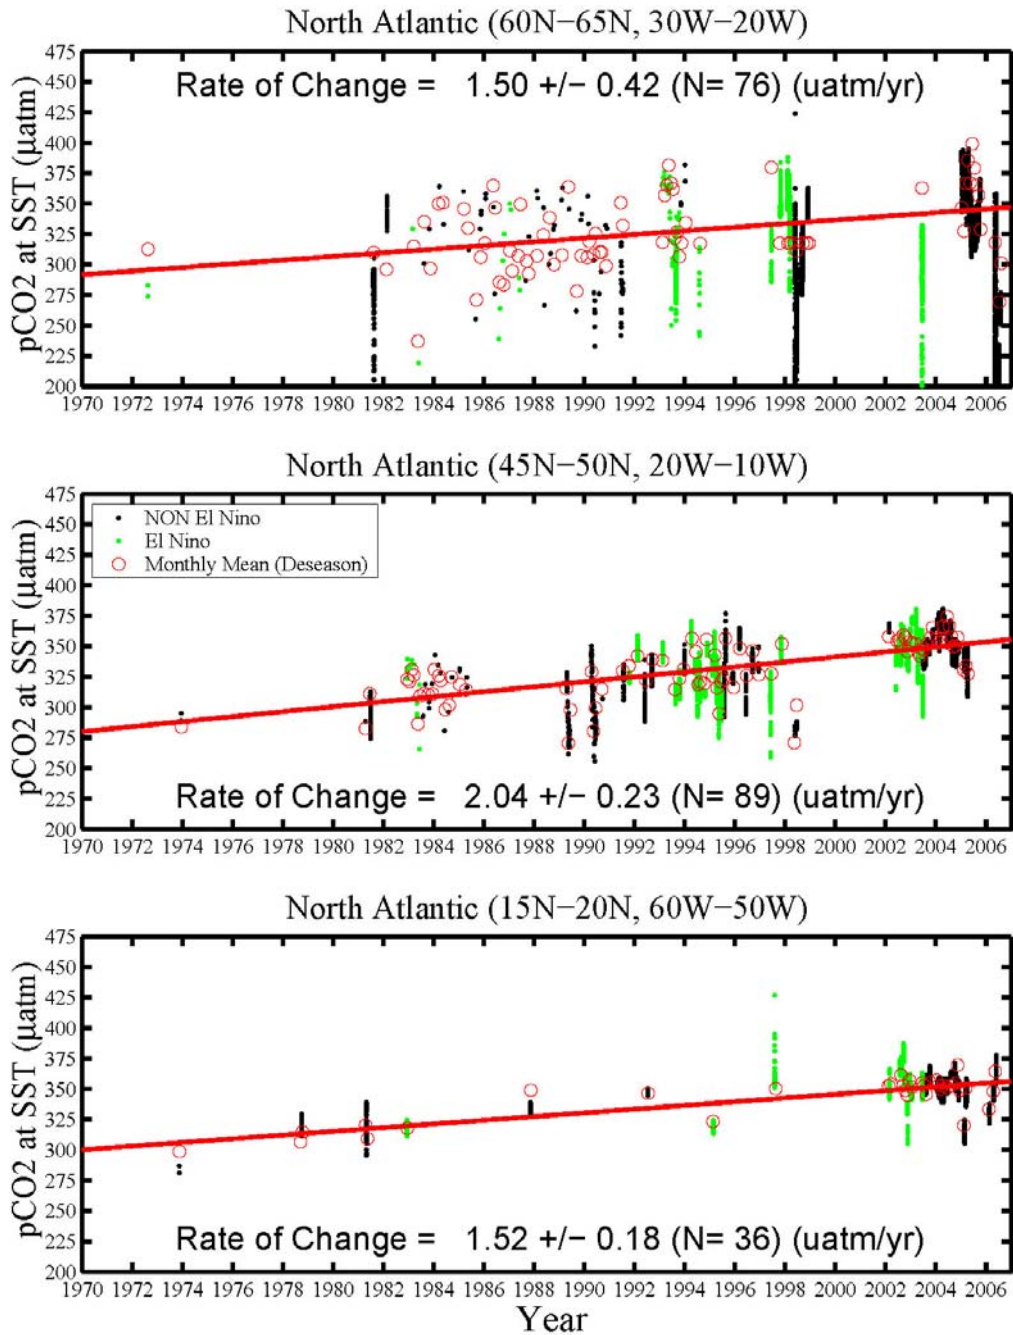 North Atlantic (60N−65N, 30W−20W)
pCO2 at SST (μatm)
475
450
425
400
375
350
325
300
275
250
225
200
Rate of Change = 1.50 +/− 0.42 (N= 76) (uatm/yr)
1970 1972 1974 1976 1978 1980 1982 1984 1986 1988 1990 1992 1994 1996 1998 2000 2002 2004 2006
North Atlantic (45N−50N, 20W−10W)
pCO2 at SST (μatm)
475
450
425
400
375
350
325
300
275
250
225
200
NON El Nino
El Nino
Monthly Mean (Deseason)
Rate of Change = 2.04 +/− 0.23 (N= 89) (uatm/yr)
1970 1972 1974 1976 1978 1980 1982 1984 1986 1988 1990 1992 1994 1996 1998 2000 2002 2004 2006
North Atlantic (15N−20N, 60W−50W)
pCO2 at SST (μatm)
475
450
425
400
375
350
325
300
275
250
225
200
Rate of Change = 1.52 +/− 0.18 (N= 36) (uatm/yr)
1970 1972 1974 1976 1978 1980 1982 1984 1986 1988 1990 1992 1994 1996 1998 2000 2002 2004 2006
Year